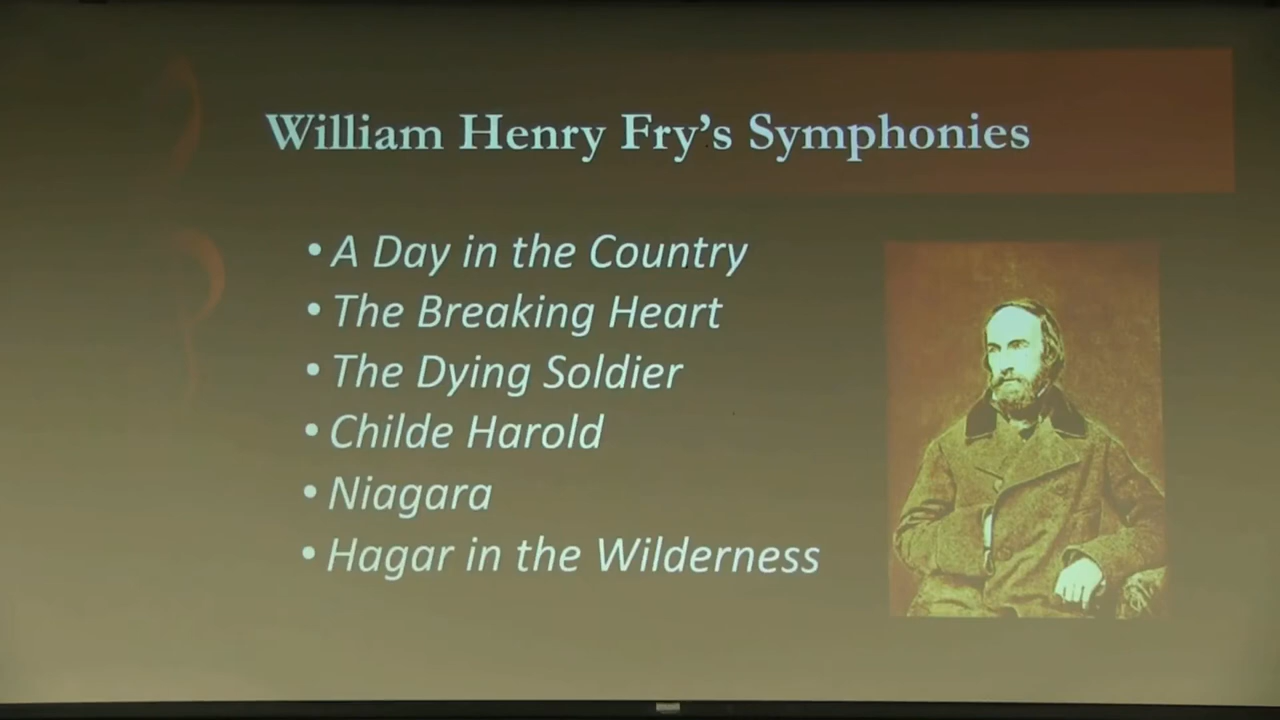 William Henry Fry’s Symphonies
• A Day in the Country
• The Breaking Heart
• The Dying Soldier
• Childe Harold
• Niagara
• Hagar in the Wilderness